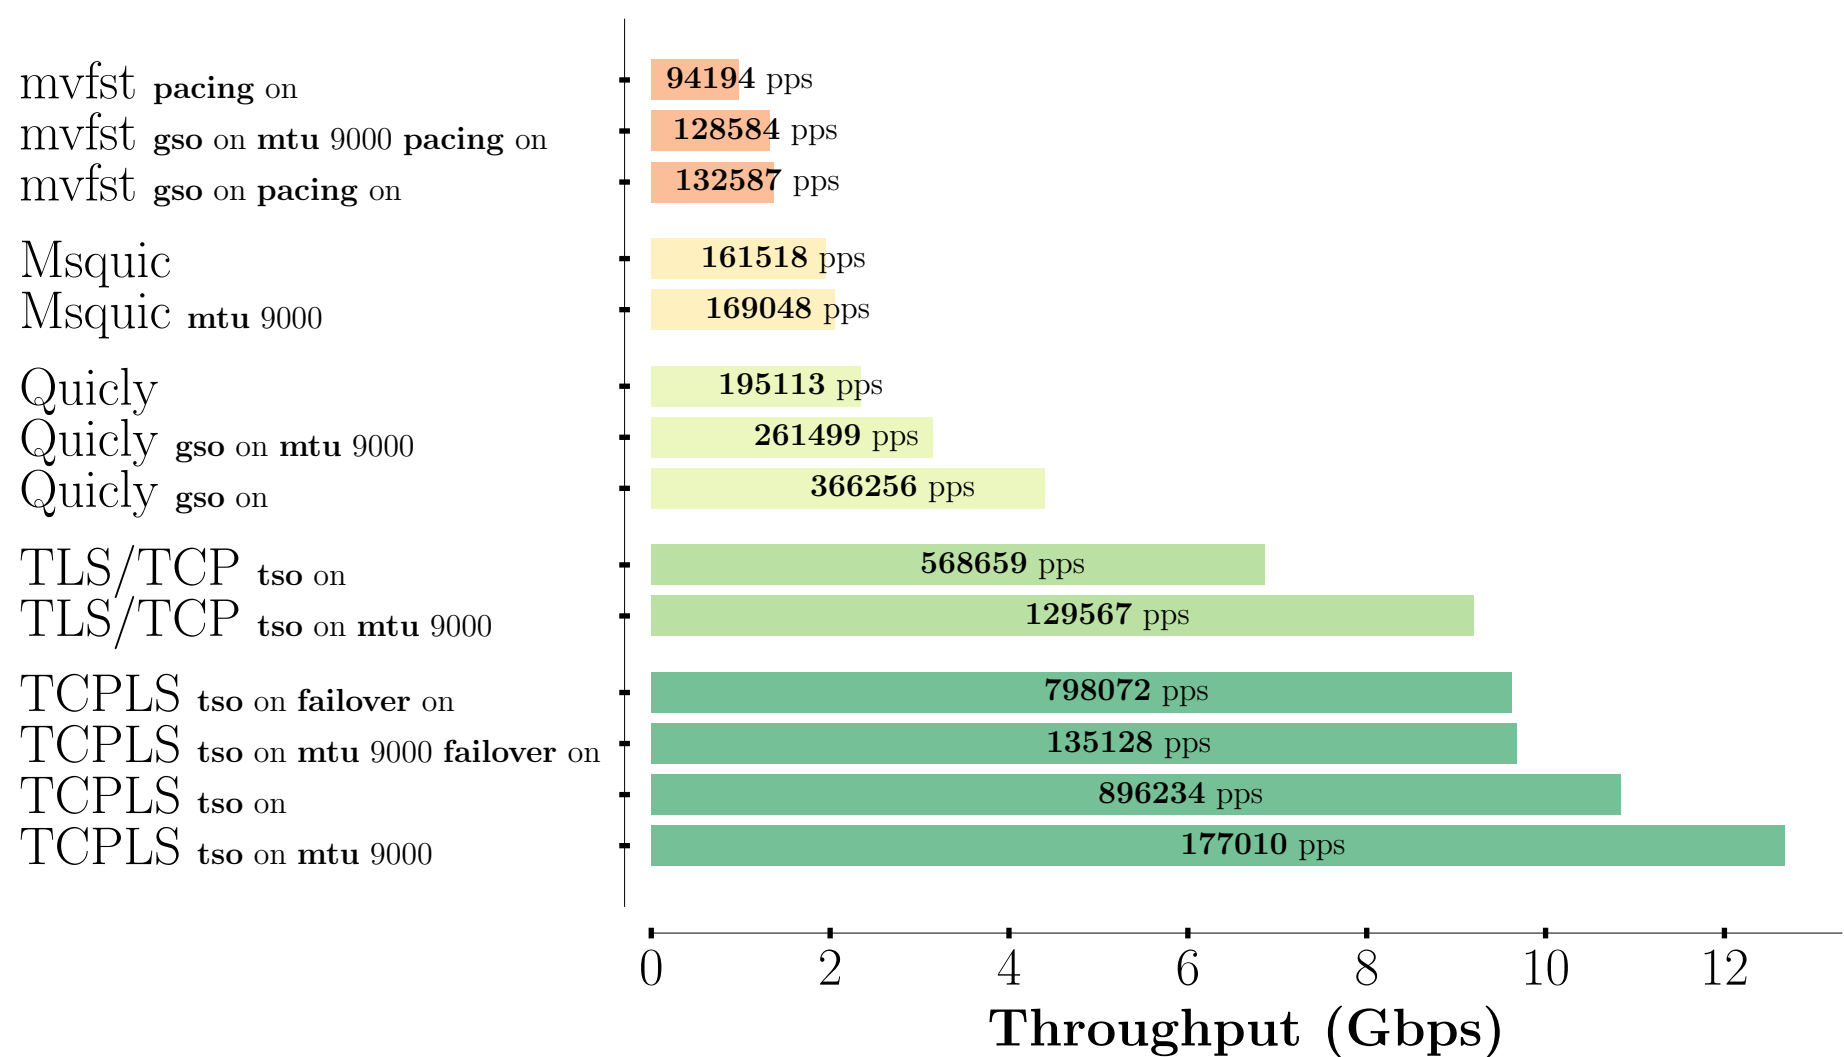 mvfst pacing on 94194 pps
mvfst gso on mtu 9000 pacing on 128584 pps
mvfst gso on pacing on 132587 pps
Msquic 161518 pps
Msquic mtu 9000 169048 pps
Quicly 195113 pps
Quicly gso on mtu 9000 261499 pps
Quicly gso on 366256 pps
TLS/TCP tso on 568659 pps
TLS/TCP tso on mtu 9000 129567 pps
TCPLS tso on failover on 798072 pps
TCPLS tso on mtu 9000 failover on 135128 pps
TCPLS tso on 896234 pps
TCPLS tso on mtu 9000 177010 pps
0 2 4 6 8 10 12
Throughput (Gbps)